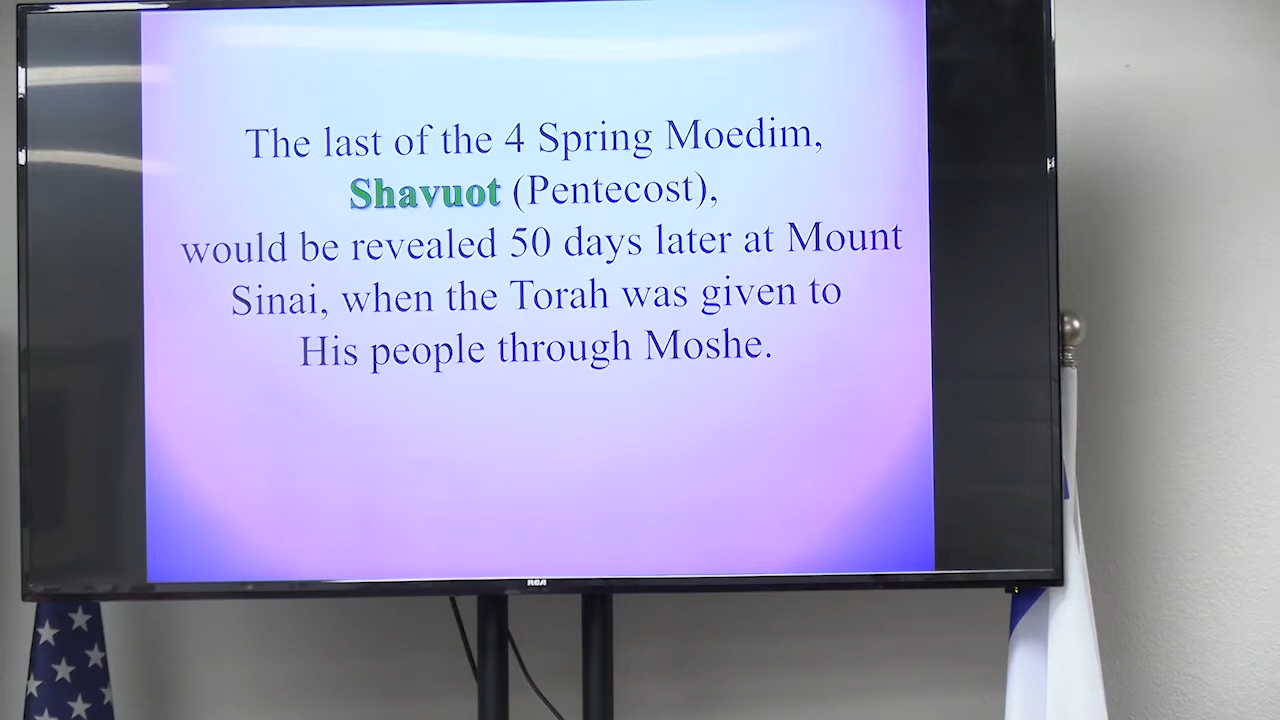 The last of the 4 Spring Moedim,
Shavuot (Pentecost),
would be revealed 50 days later at Mount
Sinai, when the Torah was given to
His people through Moshe.
RCA